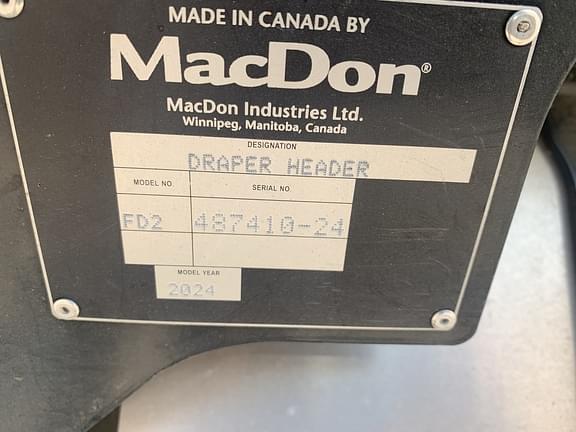 MADE IN CANADA BY
MacDon®
MacDon Industries Ltd.
Winnipeg, Manitoba, Canada
DESIGNATION
DRAPER HEADER
MODEL NO. SERIAL NO.
FD2 487410-24
MODEL YEAR
2024